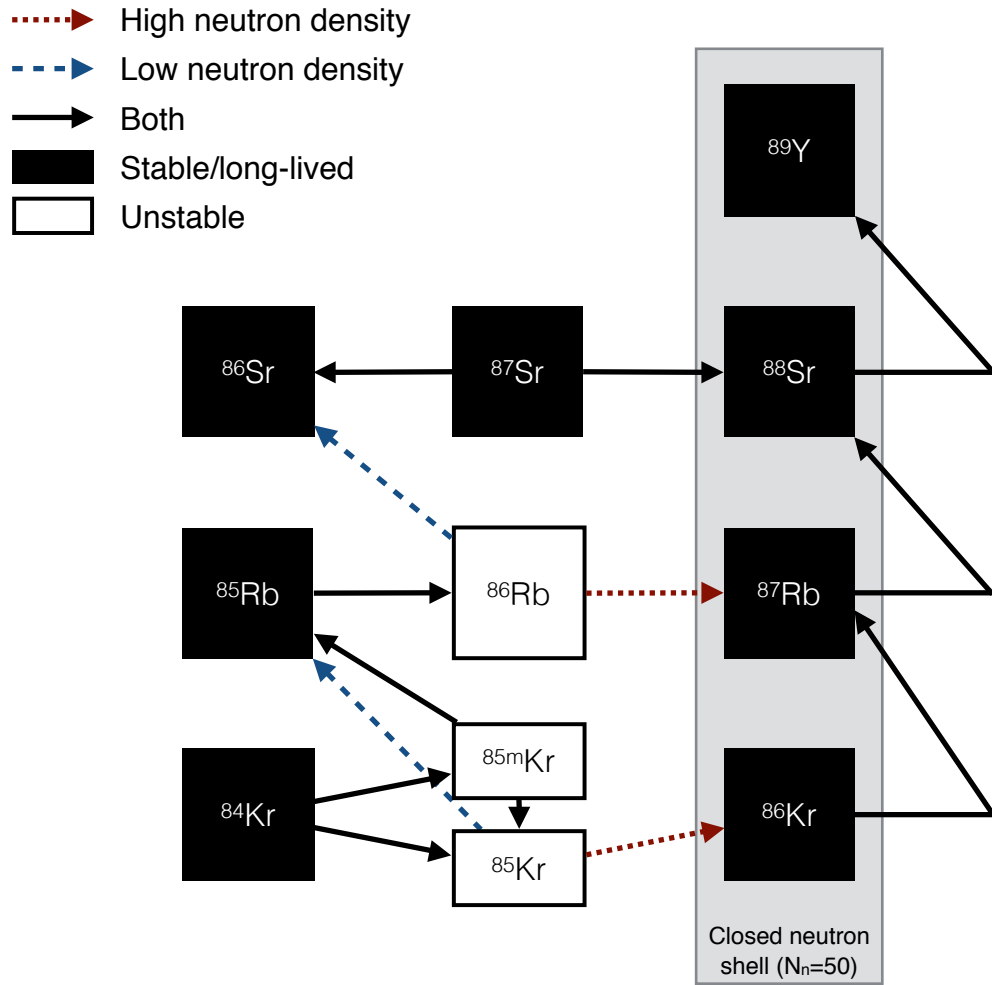 High neutron density
Low neutron density
Both
Stable/long-lived
Unstable
⁸⁹Y
⁸⁶Sr
⁸⁷Sr
⁸⁸Sr
⁸⁵Rb
⁸⁶Rb
⁸⁷Rb
⁸⁵ᵐKr
⁸⁴Kr
⁸⁶Kr
⁸⁵Kr
Closed neutron
shell (Nₙ=50)